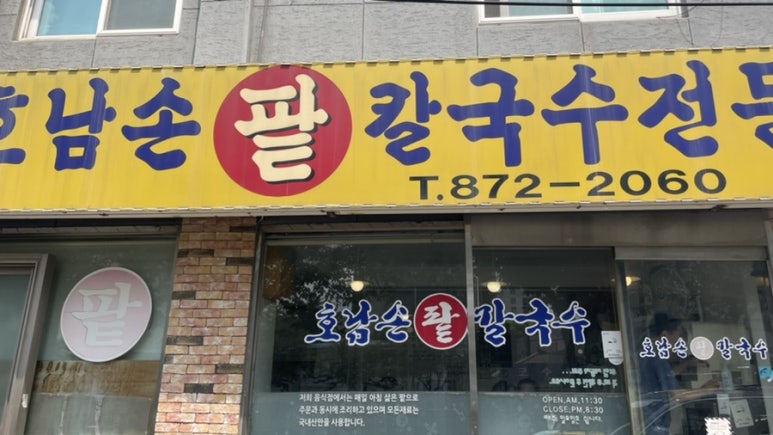 호남손 팥 칼국수전문
T.872-2060
팥
호남손 팥 칼국수
호남손 팥 칼국수
저희 음식점에서는 매일 아침 삶은 팥으로
주문과 동시에 조리하고 있으며 모든재료는
국내산만을 사용합니다.
OPEN,AM,11:30
CLOSE,PM,8:30